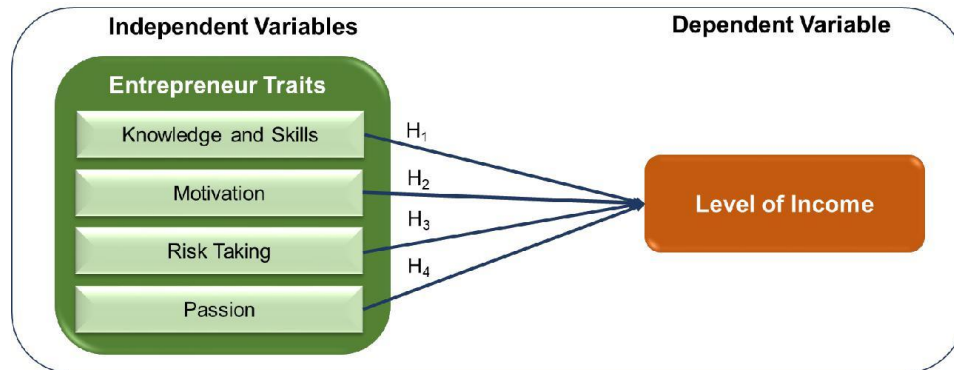 Independent Variables
Dependent Variable
Entrepreneur Traits
Knowledge and Skills
Motivation
Risk Taking
Passion
H₁
H₂
H₃
H₄
Level of Income